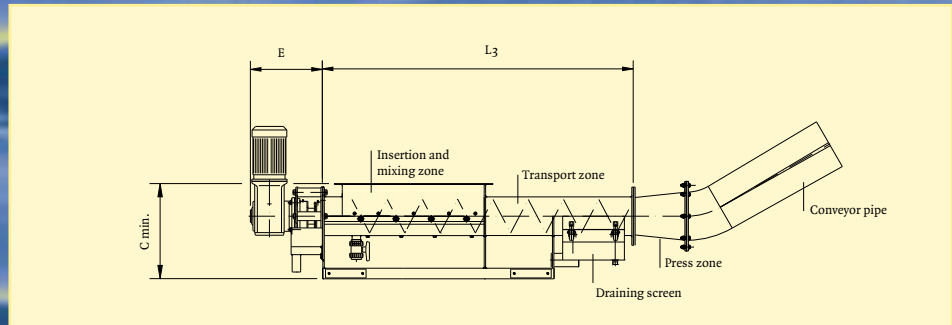 E
L3
Insertion and
mixing zone
Transport zone
Conveyor pipe
C min.
Press zone
Draining screen